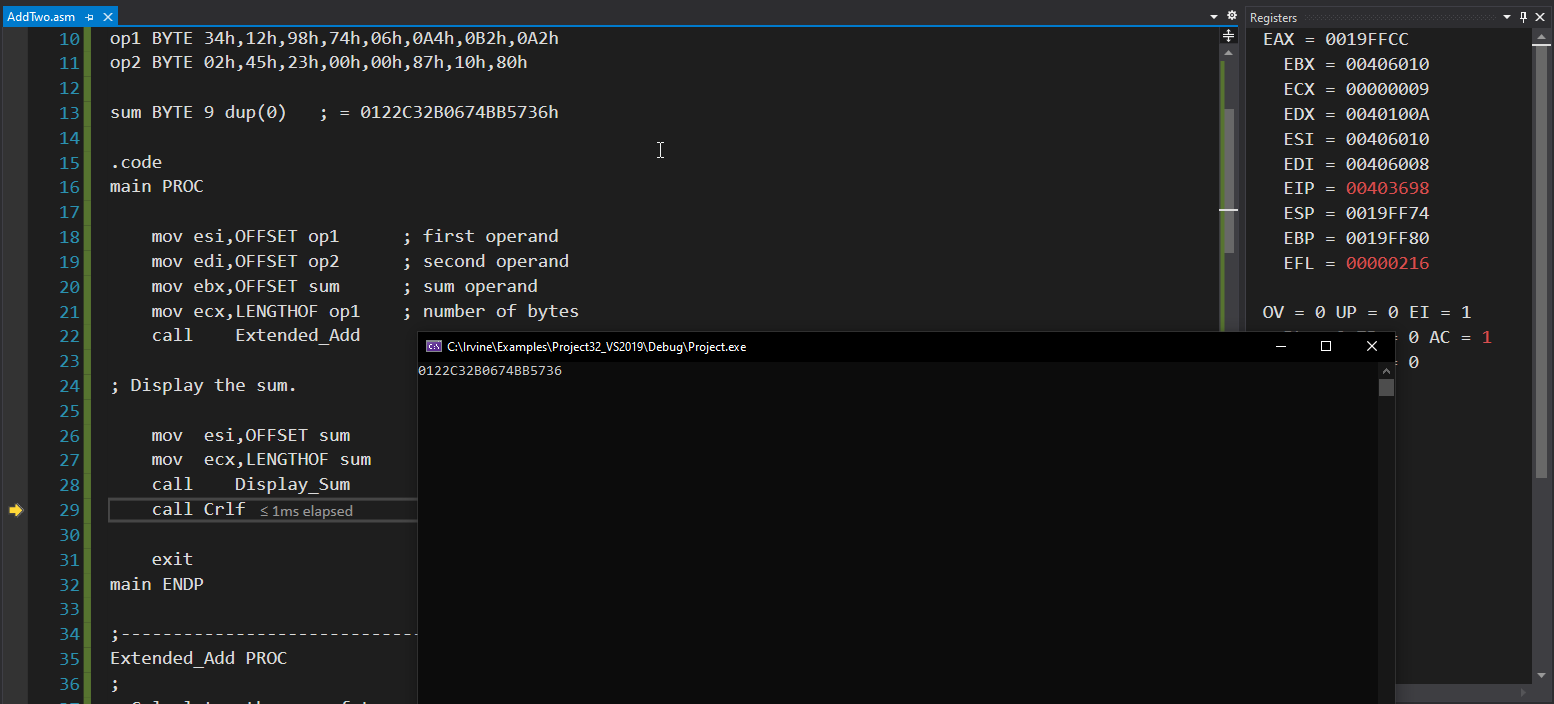 AddTwo.asm
10 op1 BYTE 34h,12h,98h,74h,06h,0A4h,0B2h,0A2h
11 op2 BYTE 02h,45h,23h,00h,00h,87h,10h,80h
12
13 sum BYTE 9 dup(0)   ; = 0122C32B0674BB5736h
14
15 .code
16 main PROC
17
18     mov esi,OFFSET op1      ; first operand
19     mov edi,OFFSET op2      ; second operand
20     mov ebx,OFFSET sum      ; sum operand
21     mov ecx,LENGTHOF op1    ; number of bytes
22     call    Extended_Add
23
24 ; Display the sum.
25
26     mov  esi,OFFSET sum
27     mov  ecx,LENGTHOF sum
28     call    Display_Sum
29     call Crlf ≤ 1ms elapsed
30
31     exit
32 main ENDP
33
34 ;-----------------------------
35 Extended_Add PROC
36 ;
C:\Irvine\Examples\Project32_VS2019\Debug\Project.exe
0122C32B0674BB5736
Registers
EAX = 0019FFCC
EBX = 00406010
ECX = 00000009
EDX = 0040100A
ESI = 00406010
EDI = 00406008
EIP = 00403698
ESP = 0019FF74
EBP = 0019FF80
EFL = 00000216
OV = 0 UP = 0 EI = 1
0 AC = 1
= 0